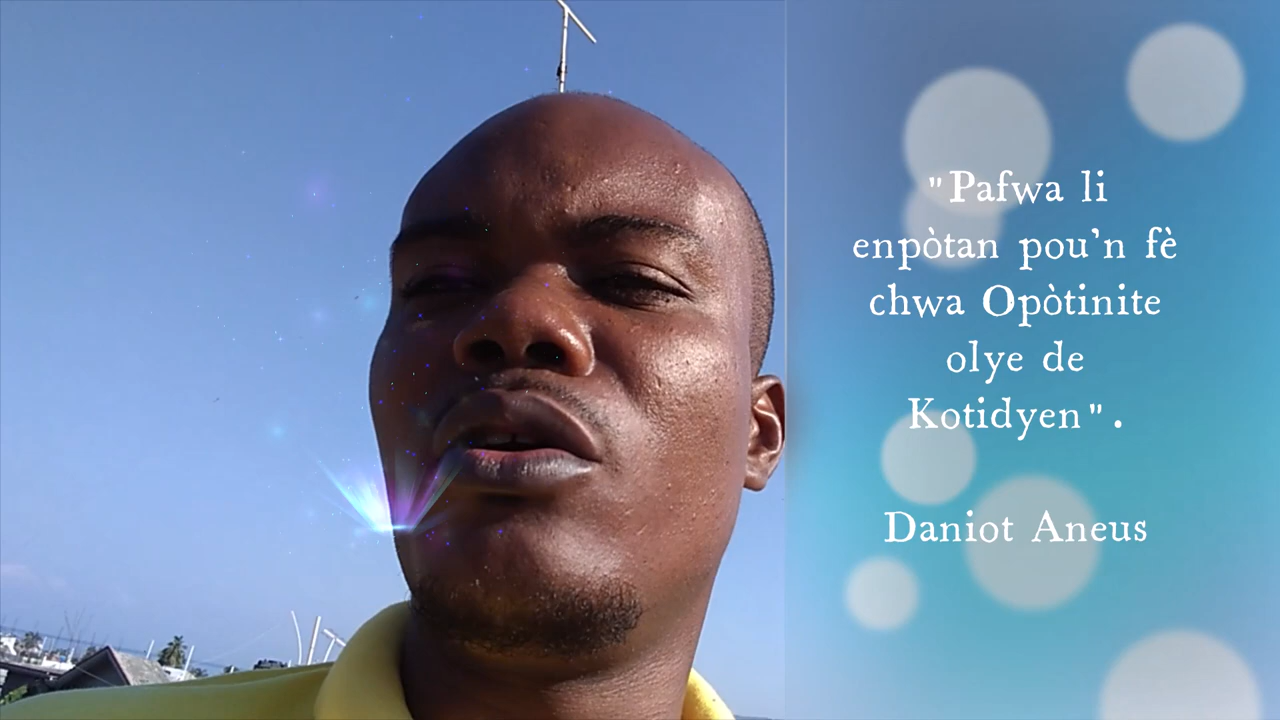 "Pafwa li
enpòtan pou'n fè
chwa Opòtinite
olye de
Kotidyen".
Daniot Aneus